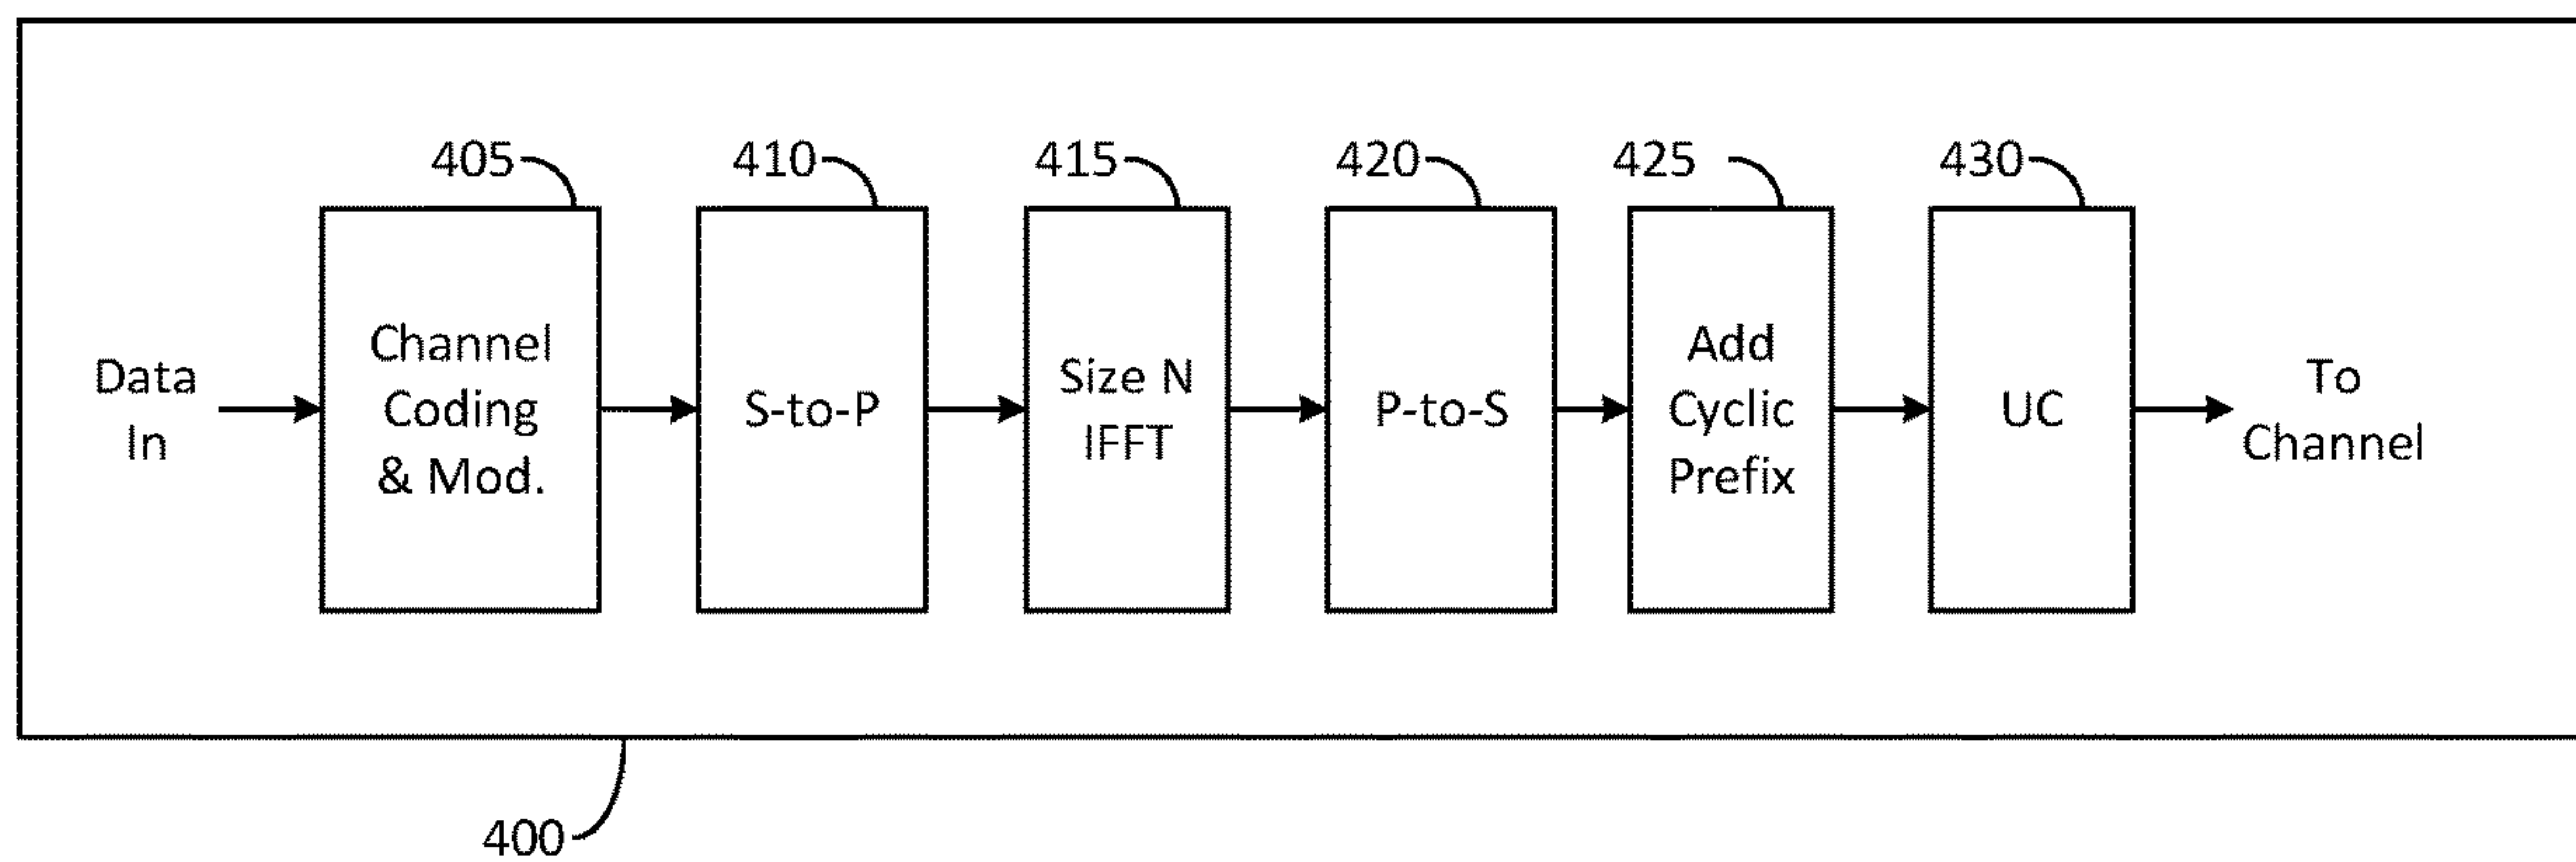 405
410
415
420
425
430
Data
In
Channel
Coding
& Mod.
S-to-P
Size N
IFFT
P-to-S
Add
Cyclic
Prefix
UC
To
Channel
400